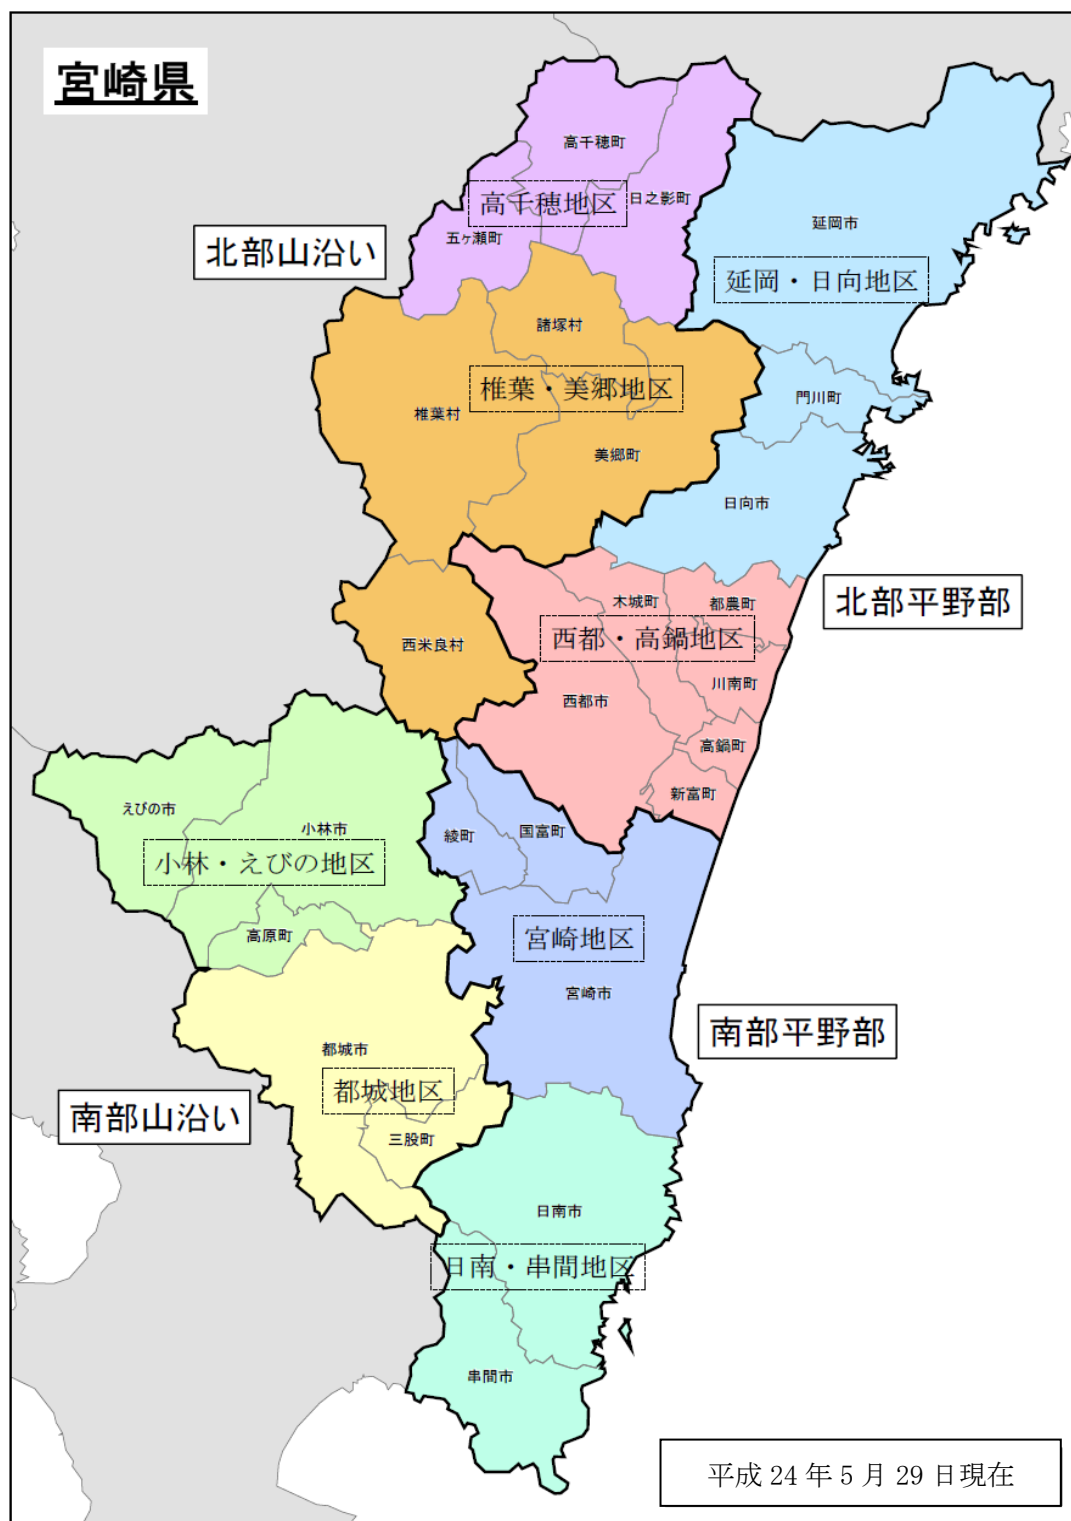 宮崎県
高千穂町
日之影町
高千穂地区
五ヶ瀬町
北部山沿い
延岡市
延岡・日向地区
諸塚村
椎葉・美郷地区
椎葉村
美郷町
門川町
日向市
北部平野部
木城町
都農町
西都・高鍋地区
西米良村
川南町
西都市
高鍋町
新富町
えびの市
小林市
小林・えびの地区
高原町
綾町
国富町
宮崎地区
宮崎市
南部平野部
都城市
都城地区
三股町
南部山沿い
日南市
日南・串間地区
串間市
平成 24 年 5 月 29 日現在